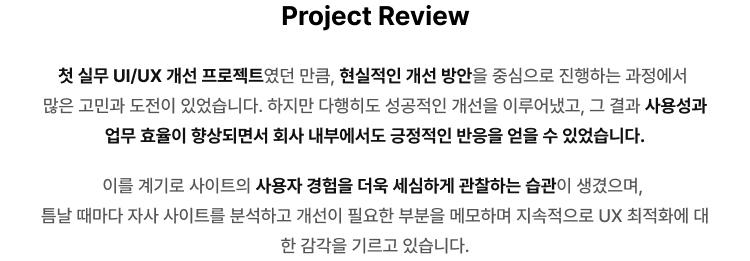 Project Review
첫 실무 UI/UX 개선 프로젝트였던 만큼, 현실적인 개선 방안을 중심으로 진행하는 과정에서
많은 고민과 도전이 있었습니다. 하지만 다행히도 성공적인 개선을 이루어냈고, 그 결과 사용성과
업무 효율이 향상되면서 회사 내부에서도 긍정적인 반응을 얻을 수 있었습니다.
이를 계기로 사이트의 사용자 경험을 더욱 세심하게 관찰하는 습관이 생겼으며,
틈날 때마다 자사 사이트를 분석하고 개선이 필요한 부분을 메모하며 지속적으로 UX 최적화에 대
한 감각을 기르고 있습니다.